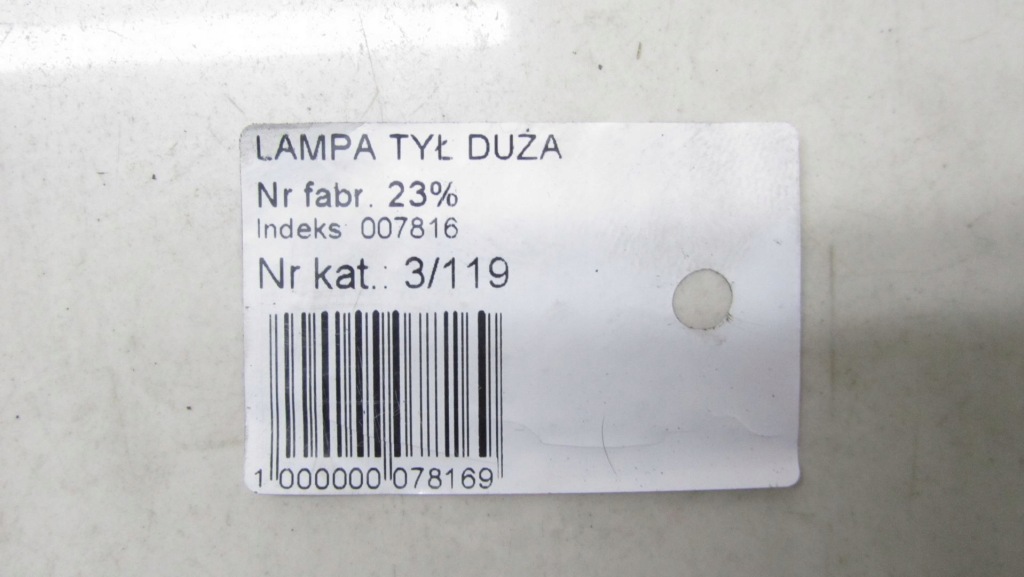 LAMPA TYŁ DUŻA
Nr fabr. 23%
Indeks 007816
Nr kat.: 3/119
1 000000 078169